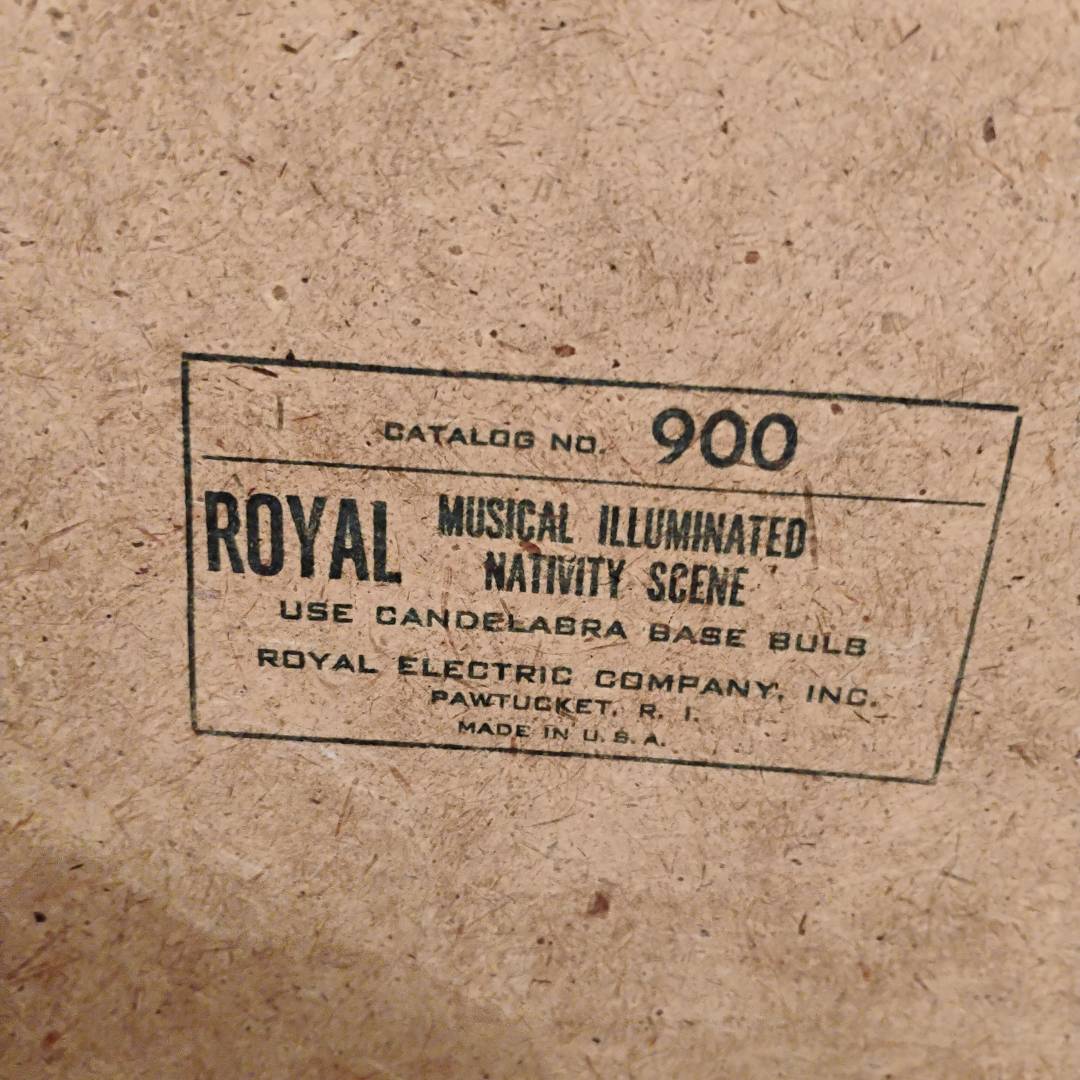 CATALOG NO. 900
ROYAL MUSICAL ILLUMINATED
NATIVITY SCENE
USE CANDELABRA BASE BULB
ROYAL ELECTRIC COMPANY, INC.
PAWTUCKET, R. I.
MADE IN U.S.A.